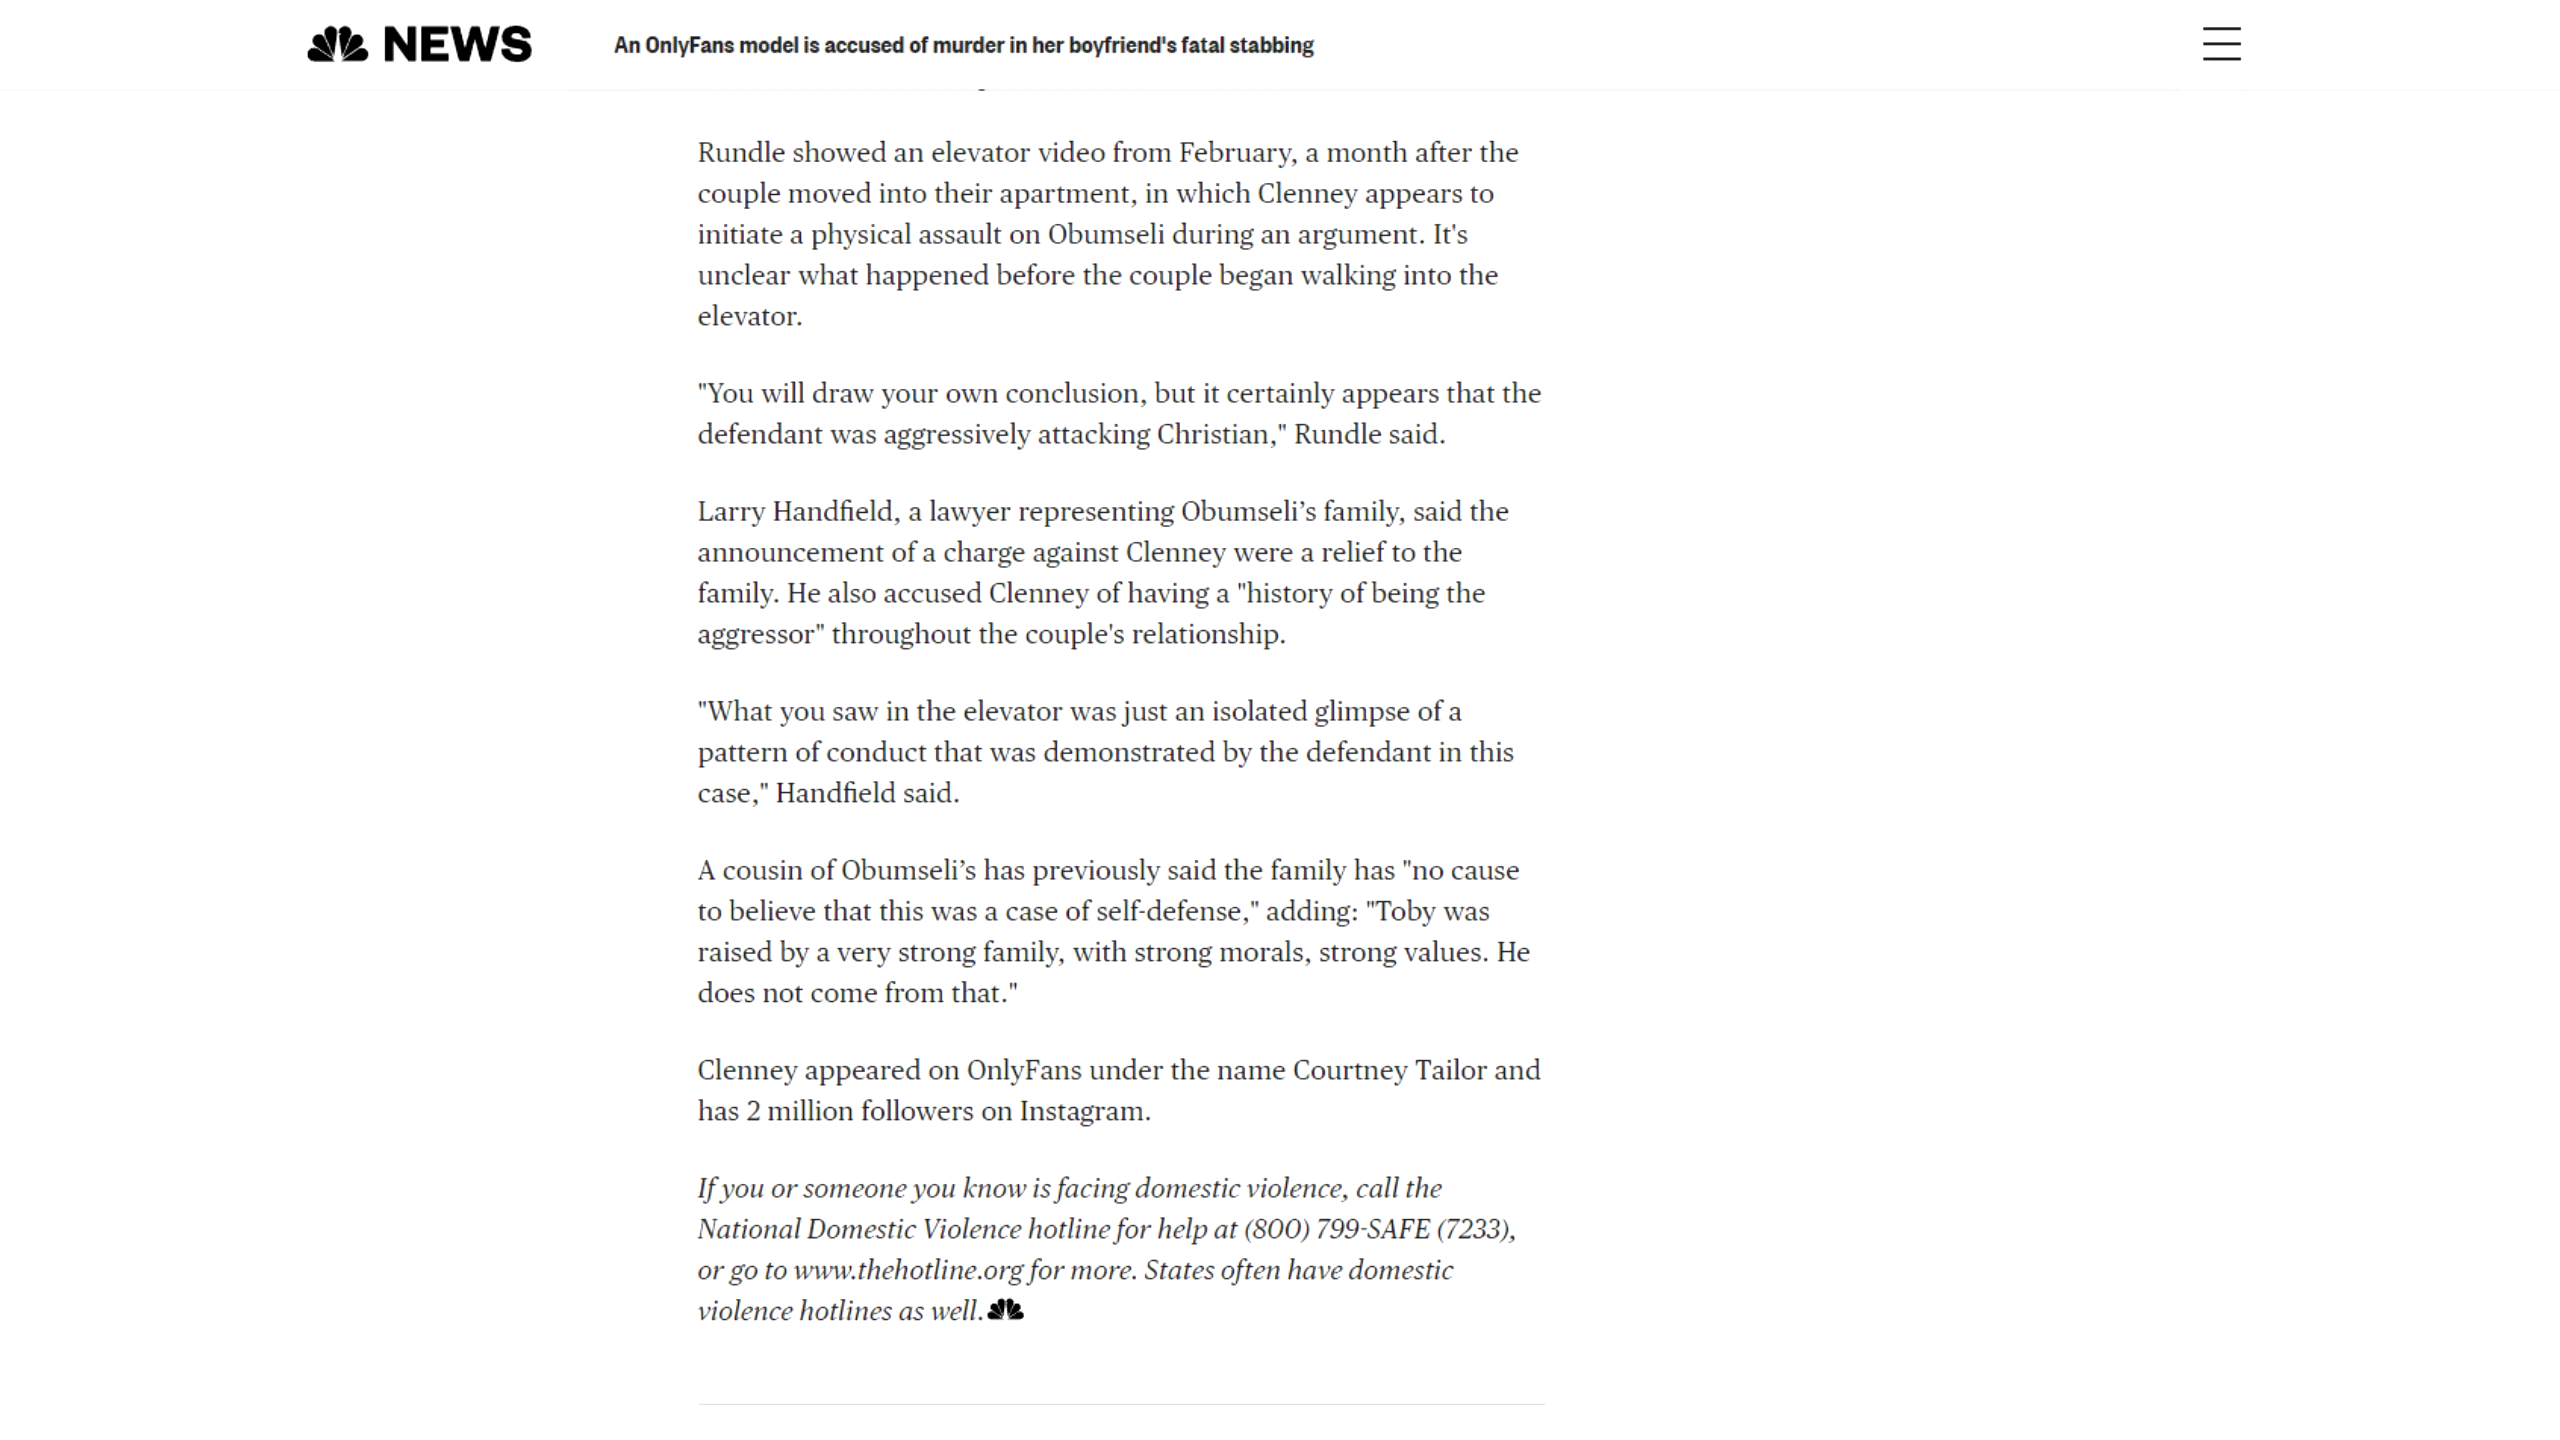 NEWS
An OnlyFans model is accused of murder in her boyfriend's fatal stabbing
Rundle showed an elevator video from February, a month after the
couple moved into their apartment, in which Clenney appears to
initiate a physical assault on Obumseli during an argument. It's
unclear what happened before the couple began walking into the
elevator.
"You will draw your own conclusion, but it certainly appears that the
defendant was aggressively attacking Christian," Rundle said.
Larry Handfield, a lawyer representing Obumseli’s family, said the
announcement of a charge against Clenney were a relief to the
family. He also accused Clenney of having a "history of being the
aggressor" throughout the couple's relationship.
"What you saw in the elevator was just an isolated glimpse of a
pattern of conduct that was demonstrated by the defendant in this
case," Handfield said.
A cousin of Obumseli’s has previously said the family has "no cause
to believe that this was a case of self-defense," adding: "Toby was
raised by a very strong family, with strong morals, strong values. He
does not come from that."
Clenney appeared on OnlyFans under the name Courtney Tailor and
has 2 million followers on Instagram.
If you or someone you know is facing domestic violence, call the
National Domestic Violence hotline for help at (800) 799-SAFE (7233),
or go to www.thehotline.org for more. States often have domestic
violence hotlines as well.